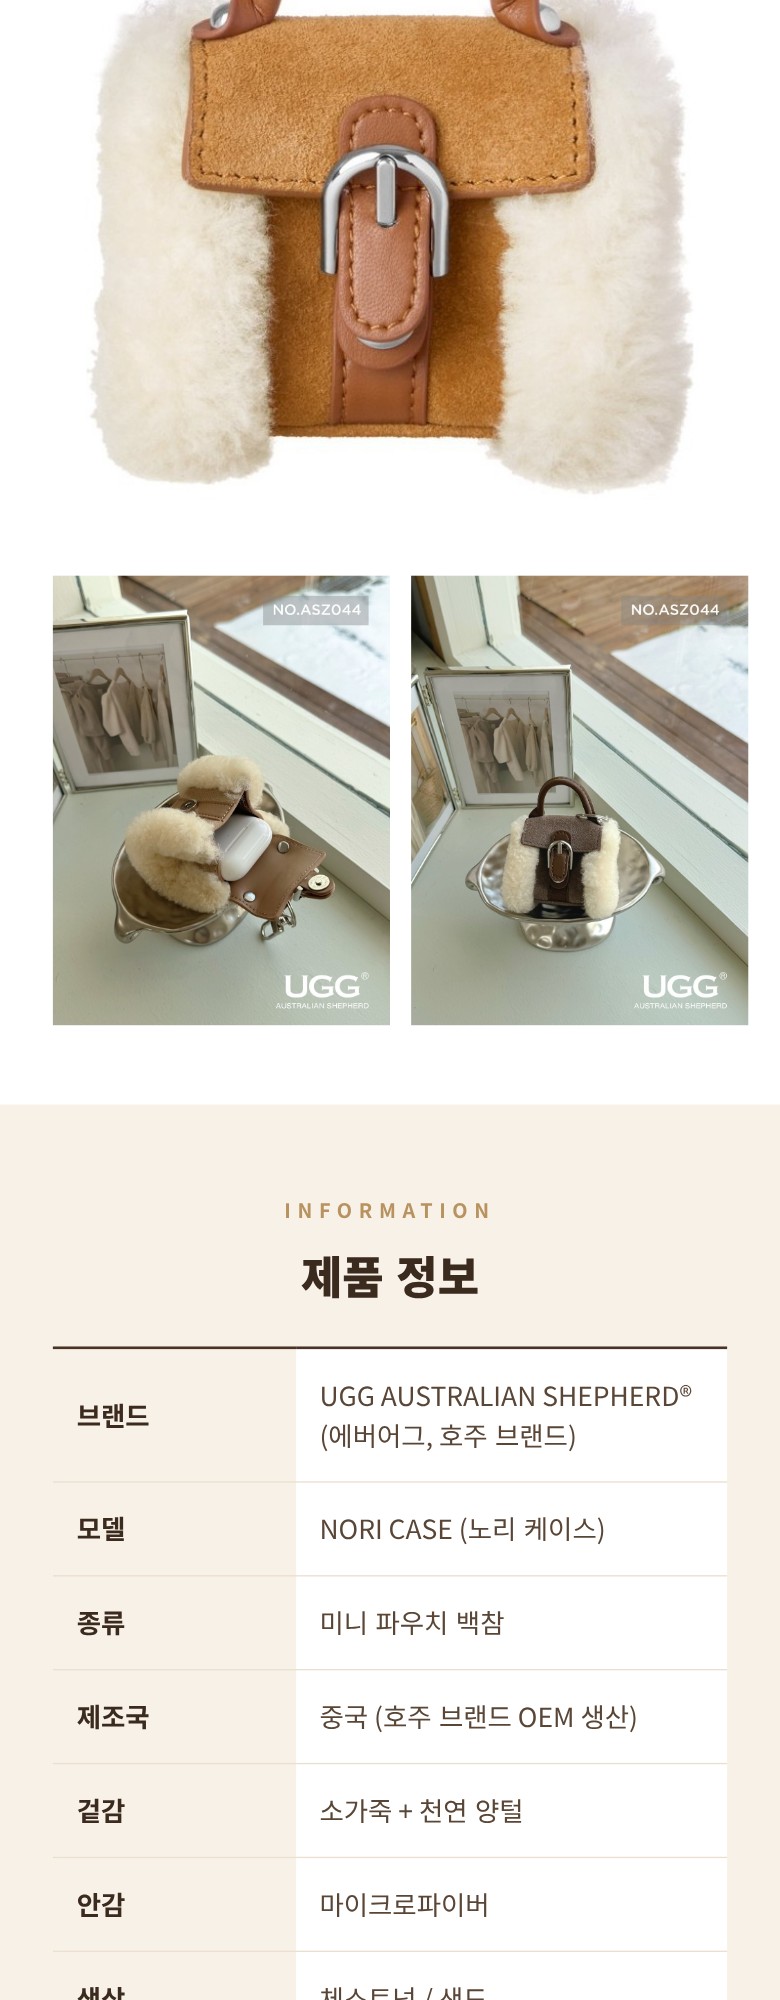 NO.ASZ044
UGG®
AUSTRALIAN SHEPHERD
NO.ASZ044
UGG®
AUSTRALIAN SHEPHERD
INFORMATION
제품 정보
브랜드
UGG AUSTRALIAN SHEPHERD®
(에버어그, 호주 브랜드)
모델
NORI CASE (노리 케이스)
종류
미니 파우치 백참
제조국
중국 (호주 브랜드 OEM 생산)
겉감
소가죽 + 천연 양털
안감
마이크로파이버